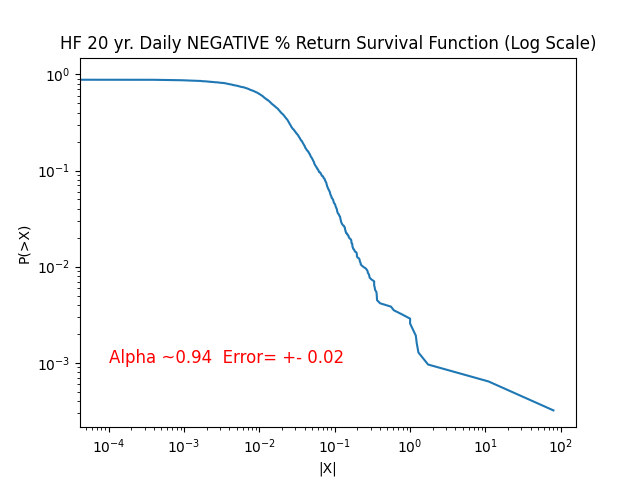 HF 20 yr. Daily NEGATIVE % Return Survival Function (Log Scale)
10⁰
10⁻¹
10⁻²
10⁻³
P(>X)
Alpha ~0.94  Error= +- 0.02
10⁻⁴ 10⁻³ 10⁻² 10⁻¹ 10⁰ 10¹ 10²
|X|